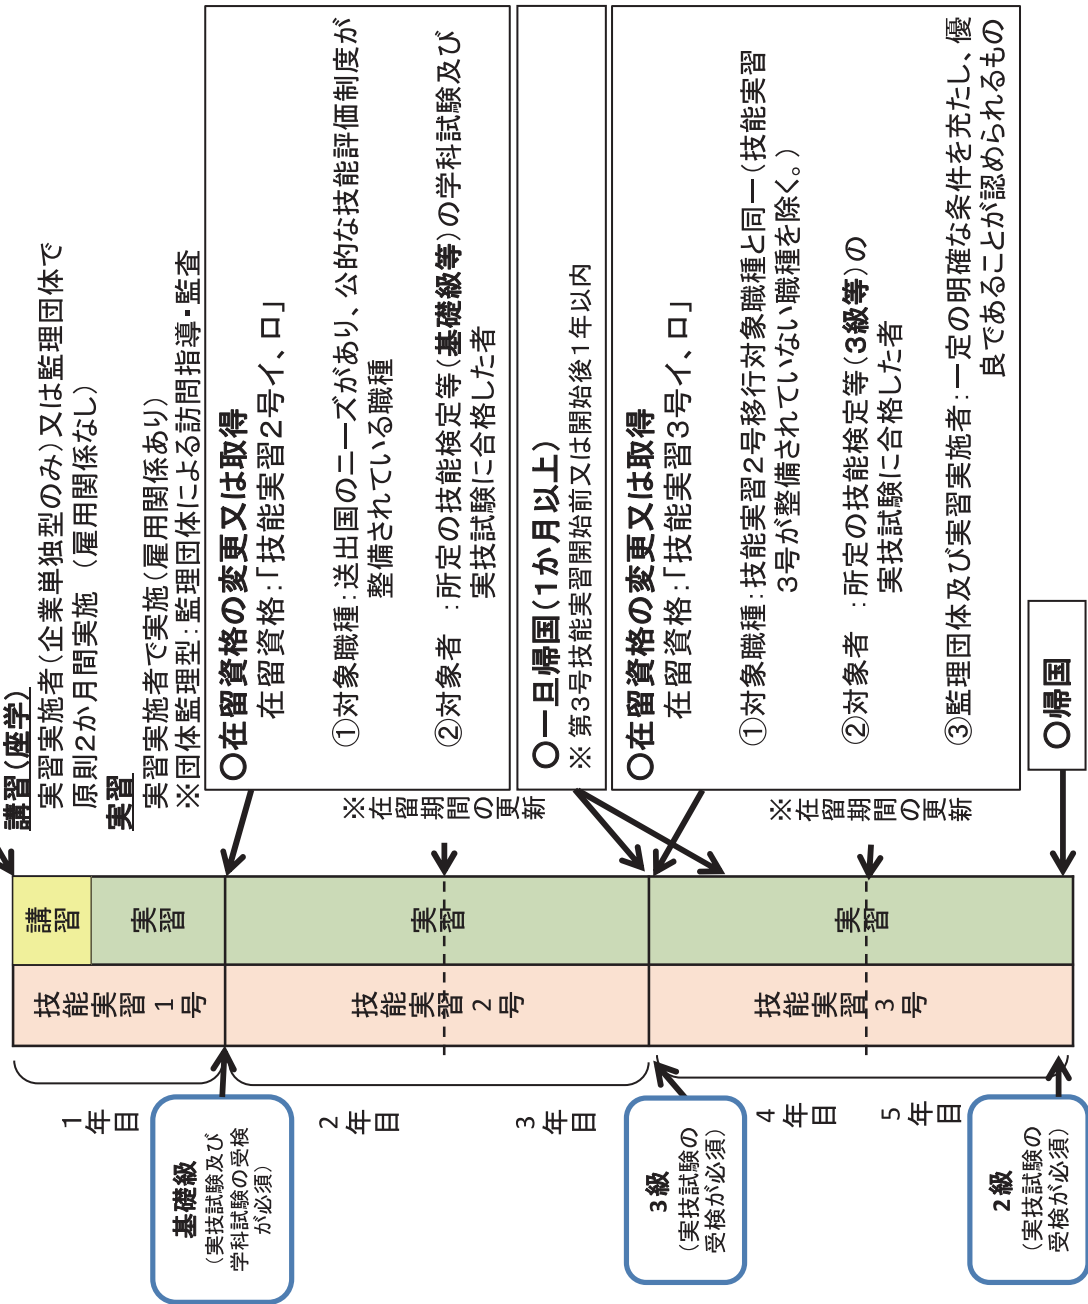 講習(座学)
実習実施者(企業単独型のみ)又は監理団体で
原則2か月間実施 (雇用関係なし)
実習
実習実施者で実施(雇用関係あり)
※団体監理型:監理団体による訪問指導・監査
○在留資格の変更又は取得
在留資格:「技能実習2号イ、ロ」
①対象職種:送出国のニーズがあり、公的な技能評価制度が
整備されている職種
②対象者 :所定の技能検定等(基礎級等)の学科試験及び
実技試験に合格した者
○一旦帰国(1か月以上)
※第3号技能実習開始前又は開始後1年以内
○在留資格の変更又は取得
在留資格:「技能実習3号イ、ロ」
①対象職種:技能実習2号移行対象職種と同一(技能実習
3号が整備されていない職種を除く。)
②対象者 :所定の技能検定等(3級等)の
実技試験に合格した者
③監理団体及び実習実施者:一定の明確な条件を充たし、優
良であることが認められるもの
○帰国
※在留期間の更新
※在留期間の更新
講習
実習
実習
実習
技能実習1号
技能実習2号
技能実習3号
1年目
2年目
3年目
4年目
5年目
基礎級
(実技試験及び
学科試験の受検
が必須)
3級
(実技試験の
受検が必須)
2級
(実技試験の
受検が必須)